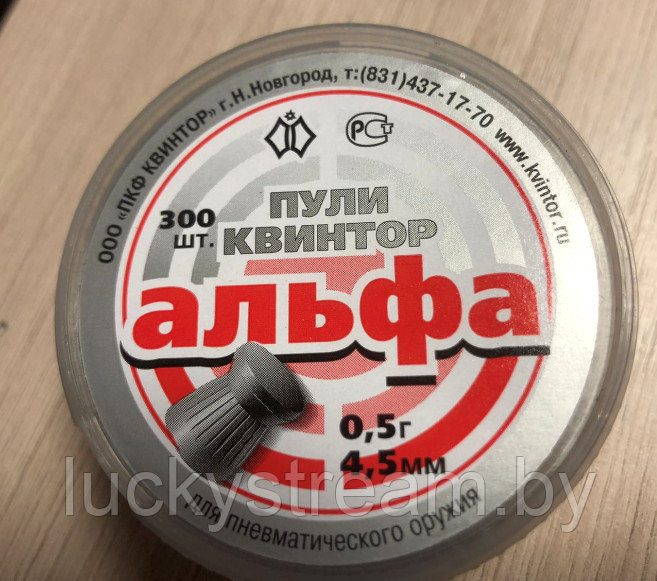 ООО «ПКФ КВИНТОР» г.Н.Новгород, т:(831)437-17-70 www.kvintor.ru
РСТ
300
шт.
ПУЛИ
КВИНТОР
альфа
0,5г
4,5мм
для пневматического оружия
luckystream.by